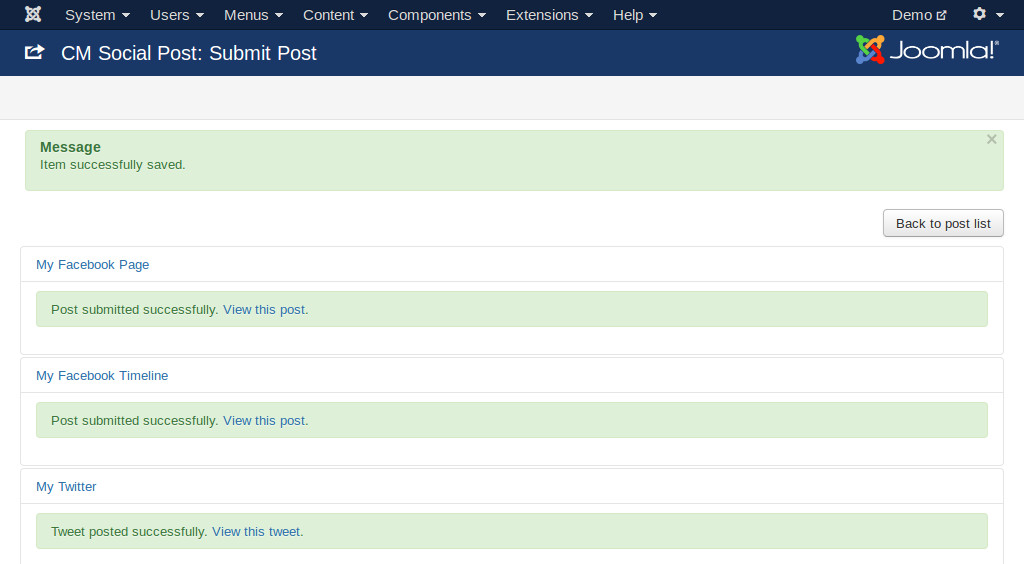 System Users Menus Content Components Extensions Help Demo
CM Social Post: Submit Post
Joomla!®
Message
Item successfully saved.
Back to post list
My Facebook Page
Post submitted successfully. View this post.
My Facebook Timeline
Post submitted successfully. View this post.
My Twitter
Tweet posted successfully. View this tweet.